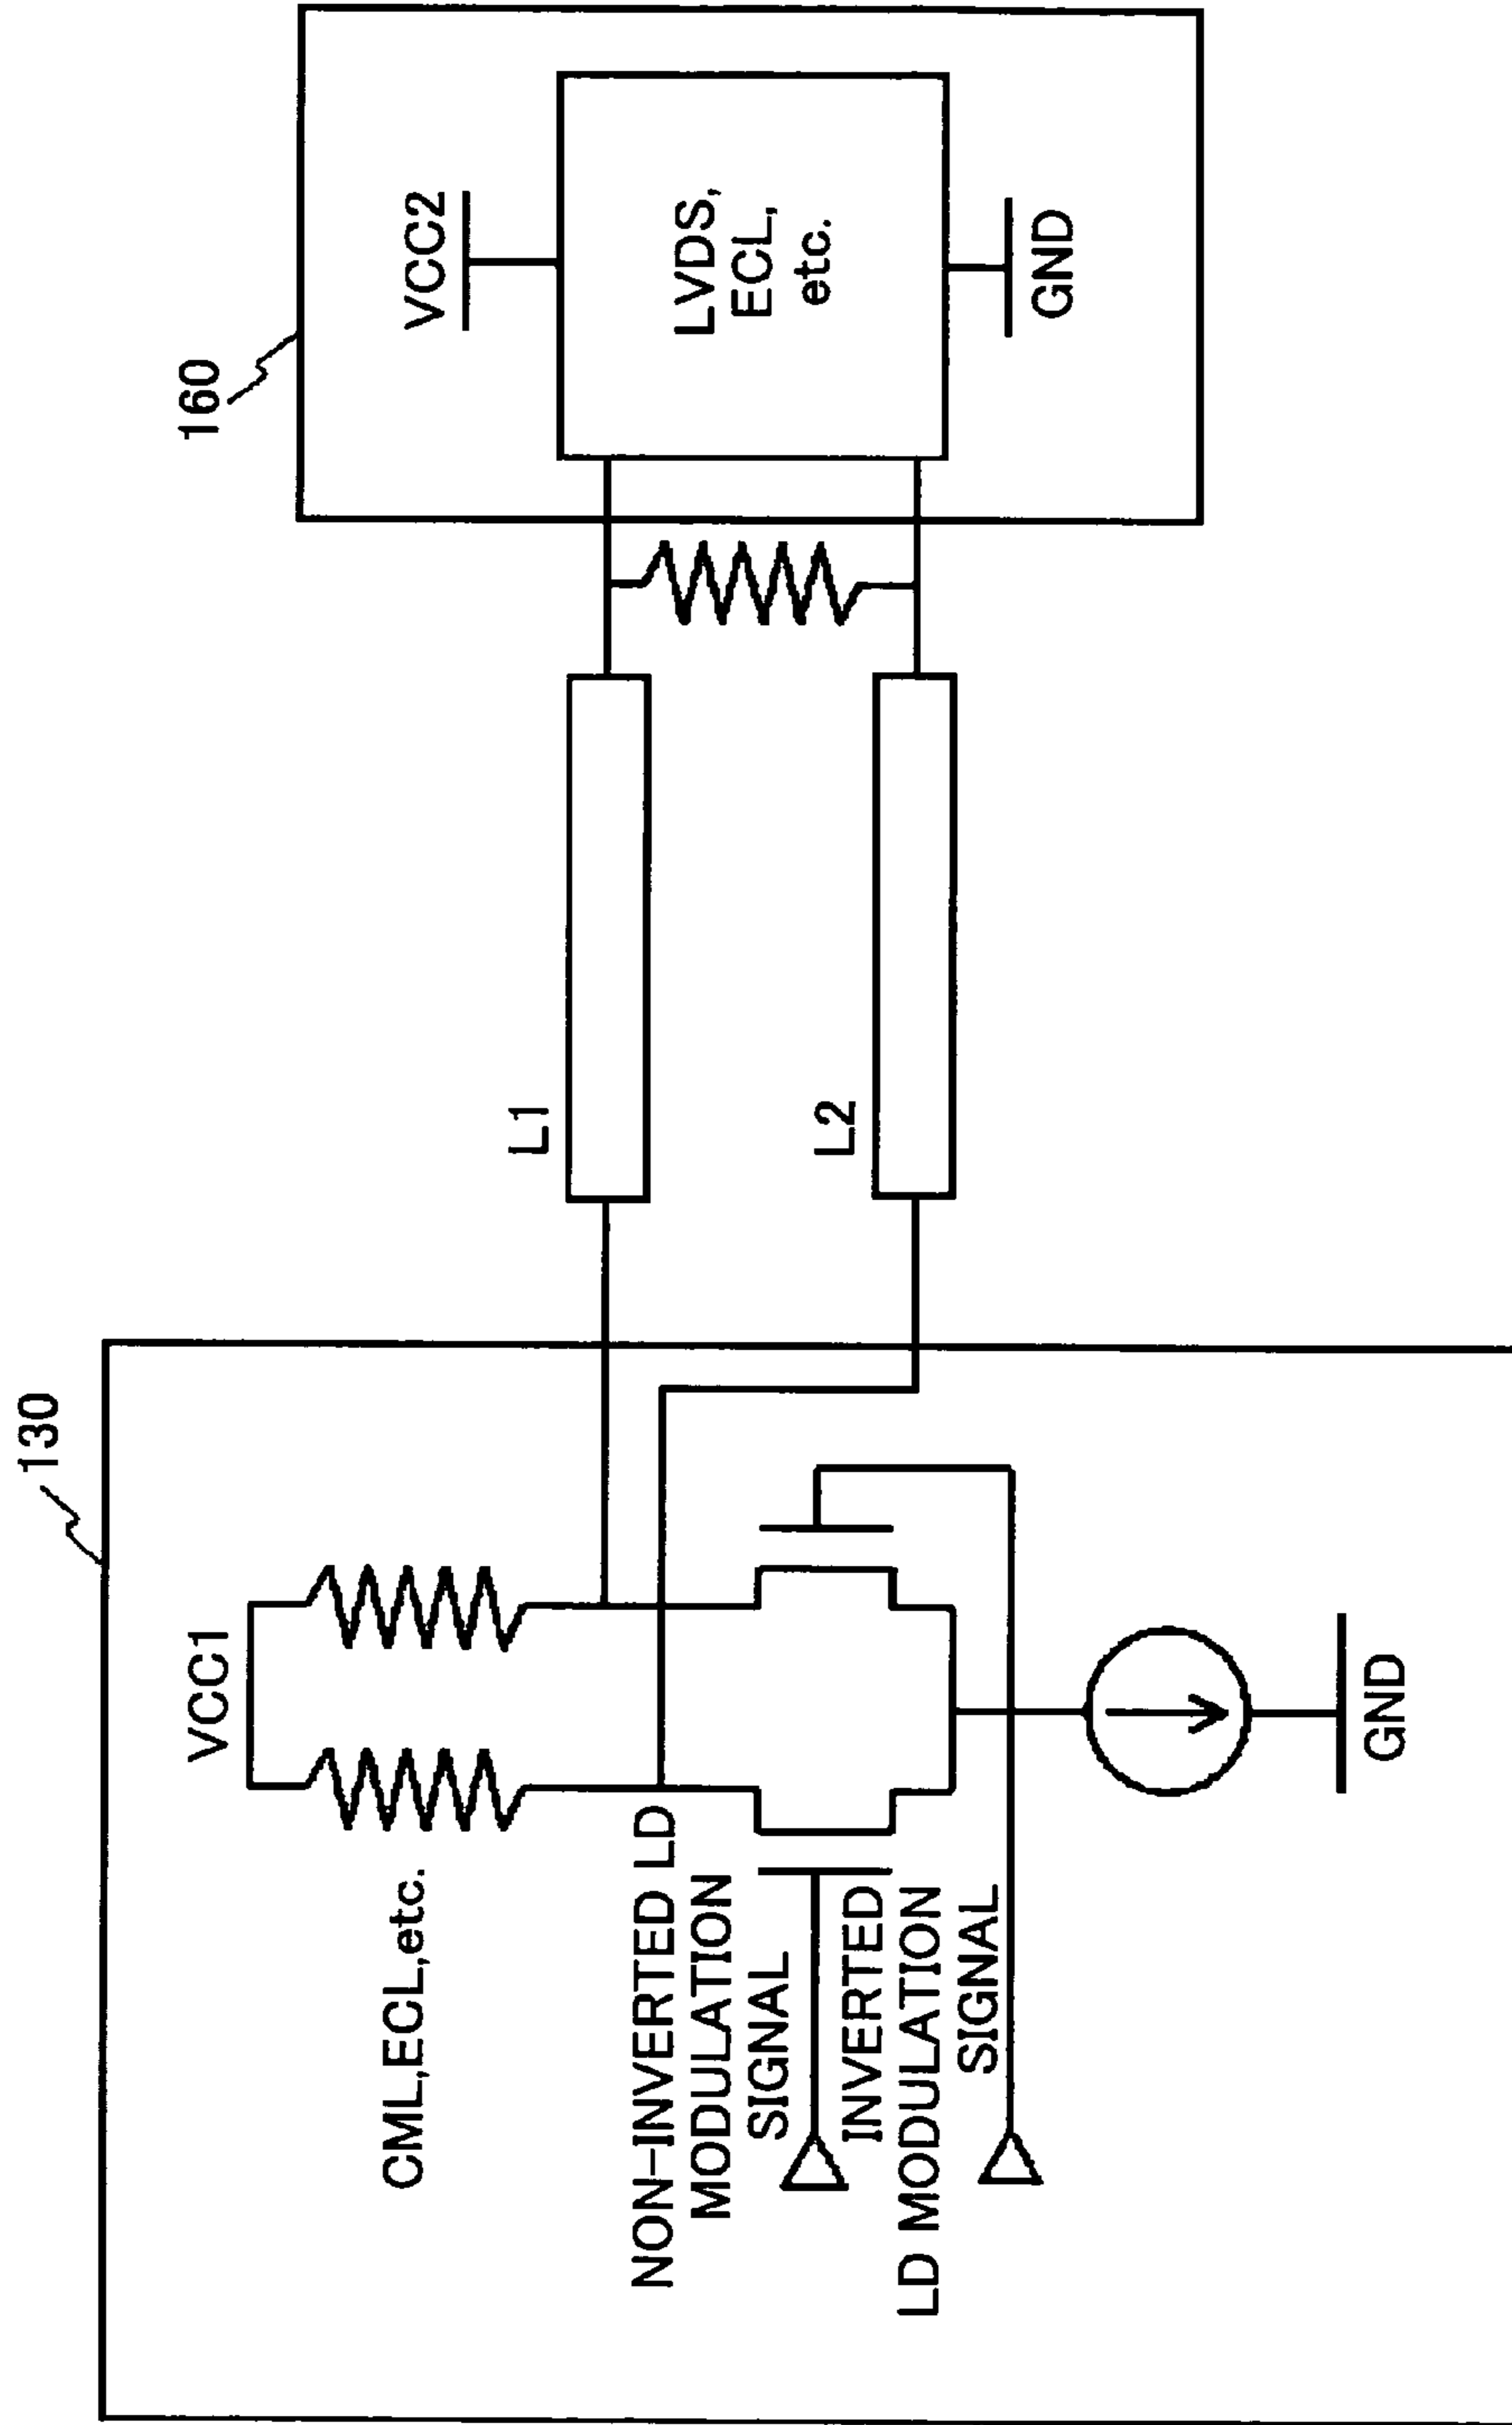 130
VCC1
CML,ECL,etc.
NON-INVERTED LD
MODULATION
SIGNAL
INVERTED
LD MODULATION
SIGNAL
GND
L1
L2
160
VCC2
LVDS,
ECL,
etc.
GND